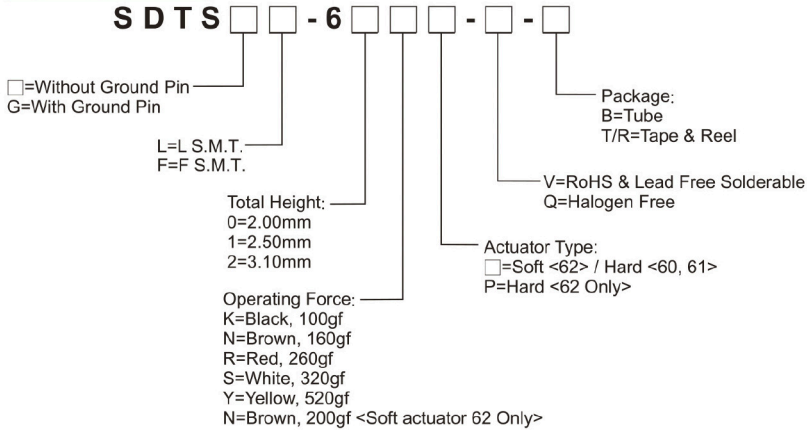 SDTS□□-6□□□-□-□
□=Without Ground Pin
G=With Ground Pin
L=L S.M.T.
F=F S.M.T.
Total Height:
0=2.00mm
1=2.50mm
2=3.10mm
Operating Force:
K=Black, 100gf
N=Brown, 160gf
R=Red, 260gf
S=White, 320gf
Y=Yellow, 520gf
N=Brown, 200gf <Soft actuator 62 Only>
Package:
B=Tube
T/R=Tape & Reel
V=RoHS & Lead Free Solderable
Q=Halogen Free
Actuator Type:
□=Soft <62> / Hard <60, 61>
P=Hard <62 Only>